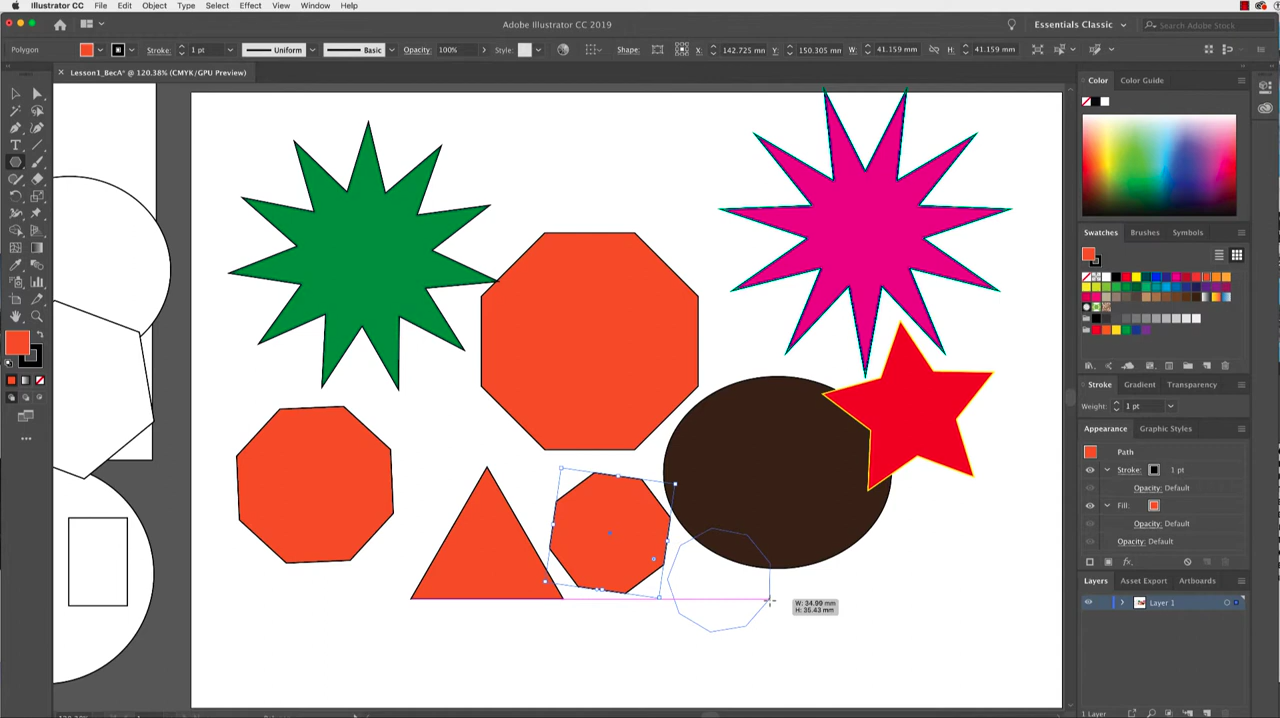 Illustrator CC File Edit Object Type Select Effect View Window Help
Adobe Illustrator CC 2019
Essentials Classic
Search Adobe Stock
Polygon Stroke: 1 pt Uniform Basic Opacity: 100% Style: Shape: X: 142.725 mm Y: 150.305 mm W: 41.159 mm H: 41.159 mm
Lesson1_BecA* @ 120.38% (CMYK/GPU Preview)
Color Color Guide
Swatches Brushes Symbols
Stroke Gradient Transparency
Weight: 1 pt
Appearance Graphic Styles
Path
Stroke: 1 pt
Opacity: Default
Fill:
Opacity: Default
Opacity: Default
Layers Asset Export Artboards
Layer 1
W: 34.99 mm
H: 36.43 mm
1 Layer